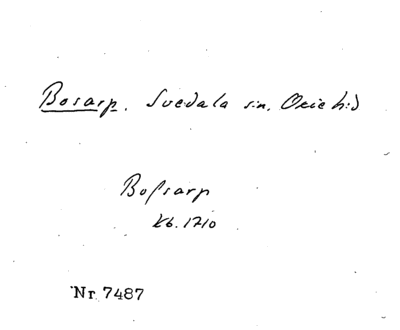 Bosarp. Svedala sn. Oxie hd
Boſsarp
Kb. 1710
Nr 7487